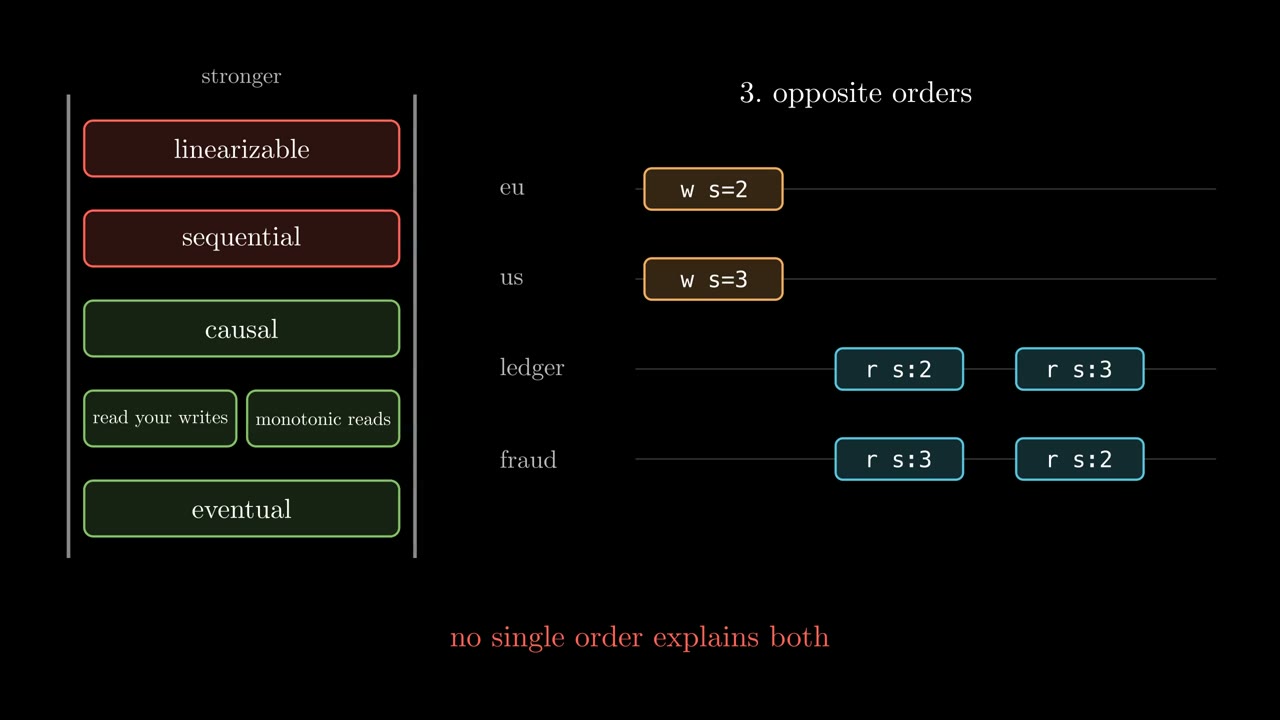 stronger
linearizable
sequential
causal
read your writes
monotonic reads
eventual
3. opposite orders
eu
w s=2
us
w s=3
ledger
r s:2
r s:3
fraud
r s:3
r s:2
no single order explains both